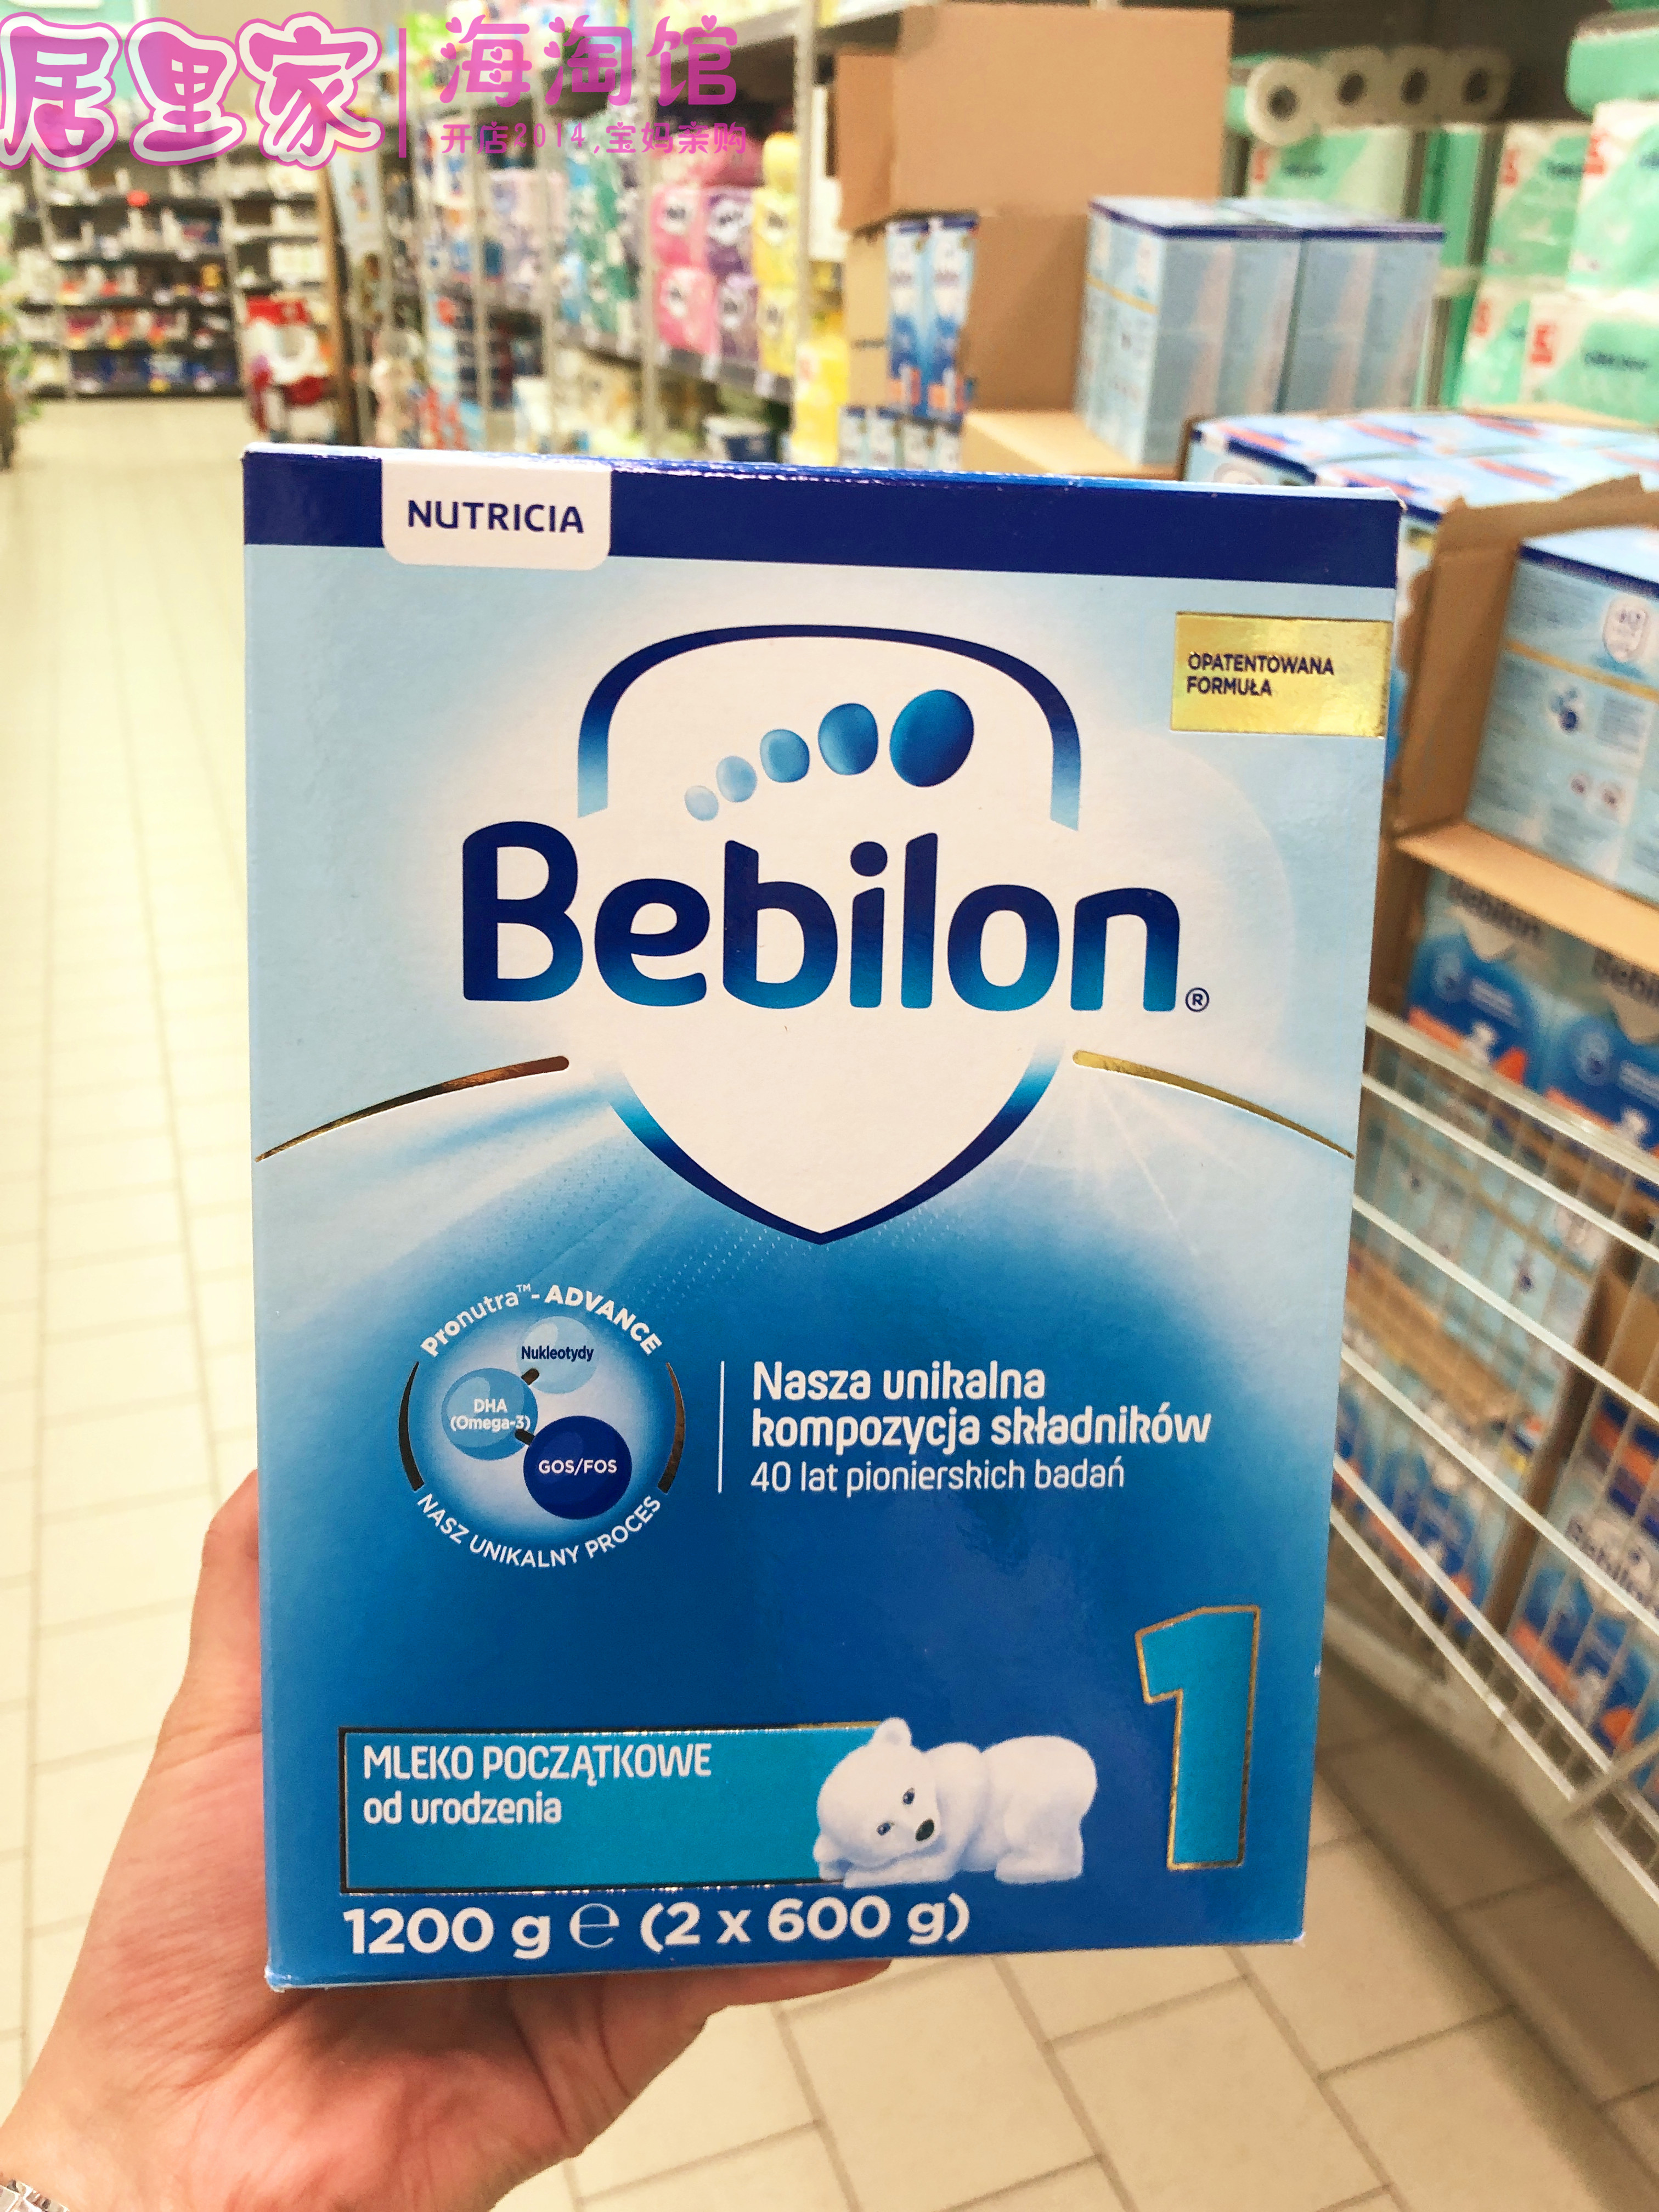 居里家
海淘馆
开店2014,宝妈亲购
NUTRICIA
OPATENTOWANA
FORMUŁA
Bebilon®
Pronutra™-ADVANCE
Nukleotydy
DHA
(Omega-3)
GOS/FOS
NASZ UNIKALNY PROCES
Nasza unikalna
kompozycja składników
40 lat pionierskich badań
1
MLEKO POCZĄTKOWE
od urodzenia
1200 g ℮ (2 x 600 g)
Bebilon